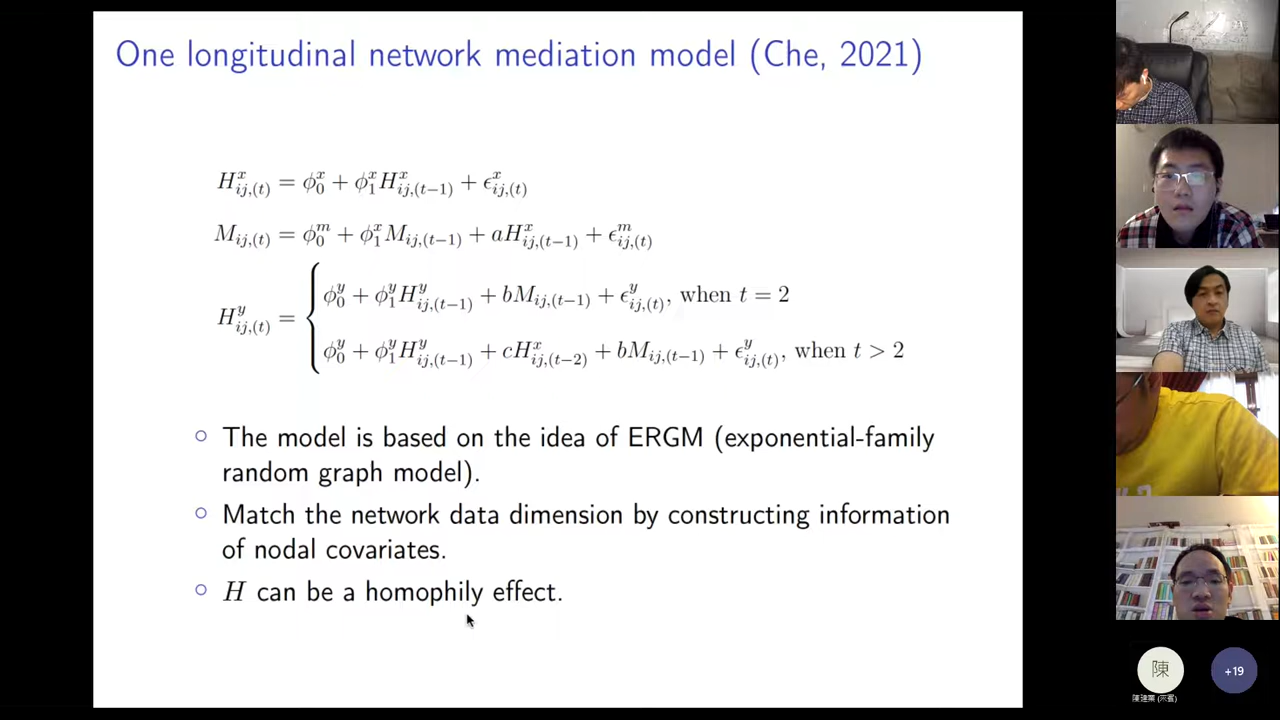 One longitudinal network mediation model (Che, 2021)
H^x_{ij,(t)} = ϕ^x_0 + ϕ^x_1 H^x_{ij,(t−1)} + ϵ^x_{ij,(t)}
M_{ij,(t)} = ϕ^m_0 + ϕ^x_1 M_{ij,(t−1)} + aH^x_{ij,(t−1)} + ϵ^m_{ij,(t)}
H^y_{ij,(t)} = { ϕ^y_0 + ϕ^y_1 H^y_{ij,(t−1)} + bM_{ij,(t−1)} + ϵ^y_{ij,(t)}, when t = 2
ϕ^y_0 + ϕ^y_1 H^y_{ij,(t−1)} + cH^x_{ij,(t−2)} + bM_{ij,(t−1)} + ϵ^y_{ij,(t)}, when t > 2
○ The model is based on the idea of ERGM (exponential-family
random graph model).
○ Match the network data dimension by constructing information
of nodal covariates.
○ H can be a homophily effect.
陳
+19